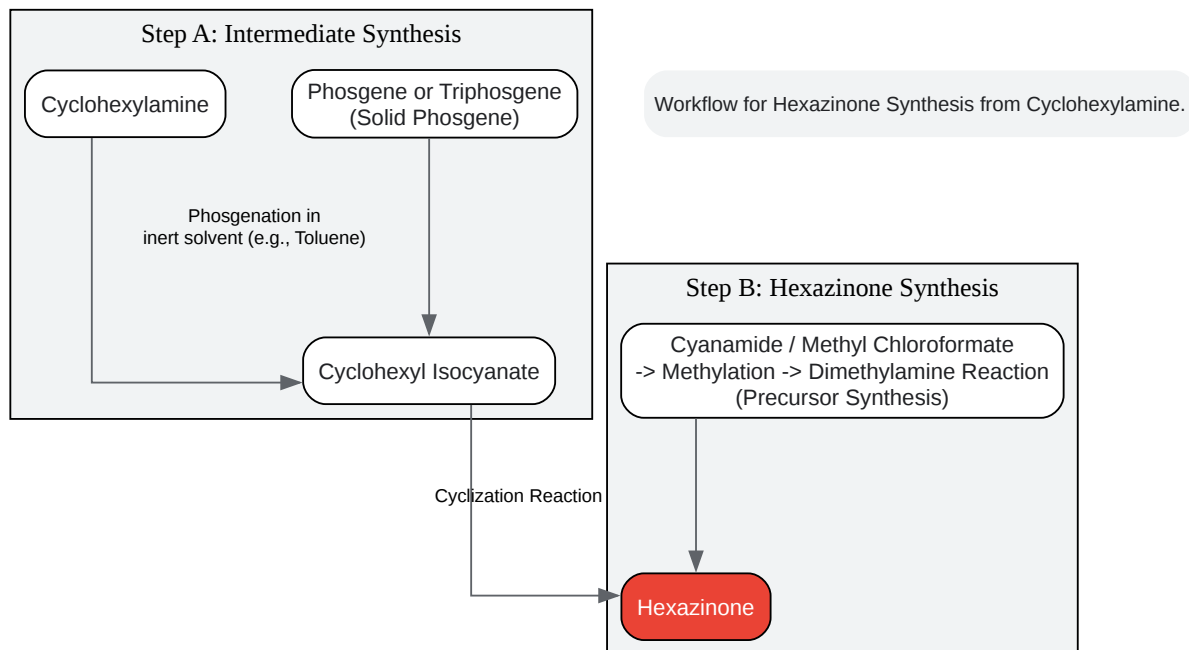 Step A: Intermediate Synthesis
Cyclohexylamine
Phosgene or Triphosgene
(Solid Phosgene)
Workflow for Hexazinone Synthesis from Cyclohexylamine.
Phosgenation in
inert solvent (e.g., Toluene)
Cyclohexyl Isocyanate
Step B: Hexazinone Synthesis
Cyanamide / Methyl Chloroformate
-> Methylation -> Dimethylamine Reaction
(Precursor Synthesis)
Cyclization Reaction
Hexazinone